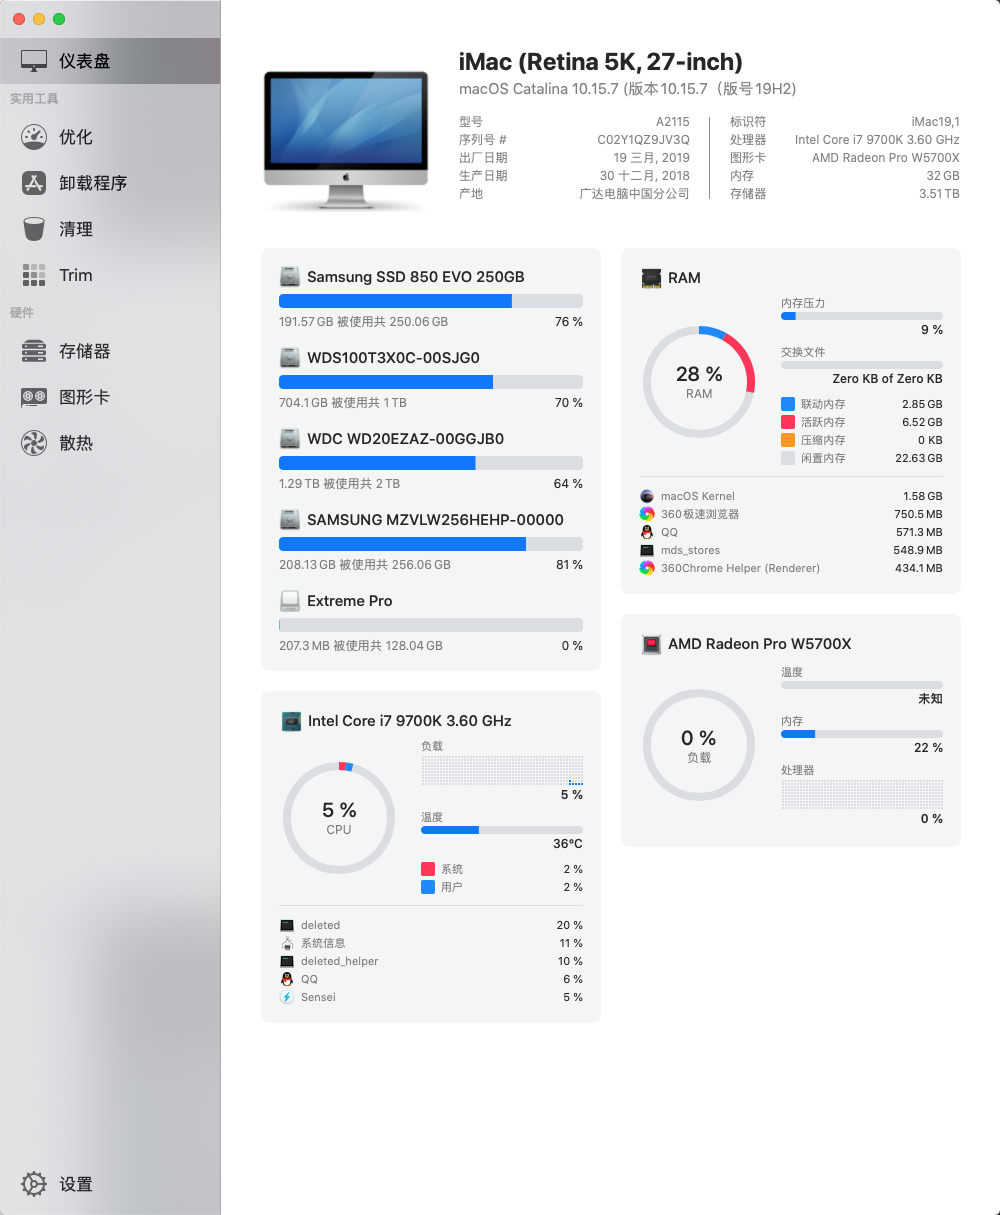 仪表盘
实用工具
优化
卸载程序
清理
Trim
硬件
存储器
图形卡
散热
设置
iMac (Retina 5K, 27-inch)
macOS Catalina 10.15.7 (版本10.15.7（版号19H2)
型号 A2115
序列号 # C02Y1QZ9JV3Q
出厂日期 19 三月, 2019
生产日期 30 十二月, 2018
产地 广达电脑中国分公司
标识符 iMac19,1
处理器 Intel Core i7 9700K 3.60 GHz
图形卡 AMD Radeon Pro W5700X
内存 32 GB
存储器 3.51 TB
Samsung SSD 850 EVO 250GB
191.57 GB 被使用共 250.06 GB 76 %
WDS100T3X0C-00SJG0
704.1 GB 被使用共 1 TB 70 %
WDC WD20EZAZ-00GGJB0
1.29 TB 被使用共 2 TB 64 %
SAMSUNG MZVLW256HEHP-00000
208.13 GB 被使用共 256.06 GB 81 %
Extreme Pro
207.3 MB 被使用共 128.04 GB 0 %
Intel Core i7 9700K 3.60 GHz
5 %
CPU
负载
5 %
温度
36°C
系统 2 %
用户 2 %
deleted 20 %
系统信息 11 %
deleted_helper 10 %
QQ 6 %
Sensei 5 %
RAM
28 %
RAM
内存压力
9 %
交换文件
Zero KB of Zero KB
联动内存 2.85 GB
活跃内存 6.52 GB
压缩内存 0 KB
闲置内存 22.63 GB
macOS Kernel 1.58 GB
360极速浏览器 750.5 MB
QQ 571.3 MB
mds_stores 548.9 MB
360Chrome Helper (Renderer) 434.1 MB
AMD Radeon Pro W5700X
0 %
负载
温度
未知
内存
22 %
处理器
0 %